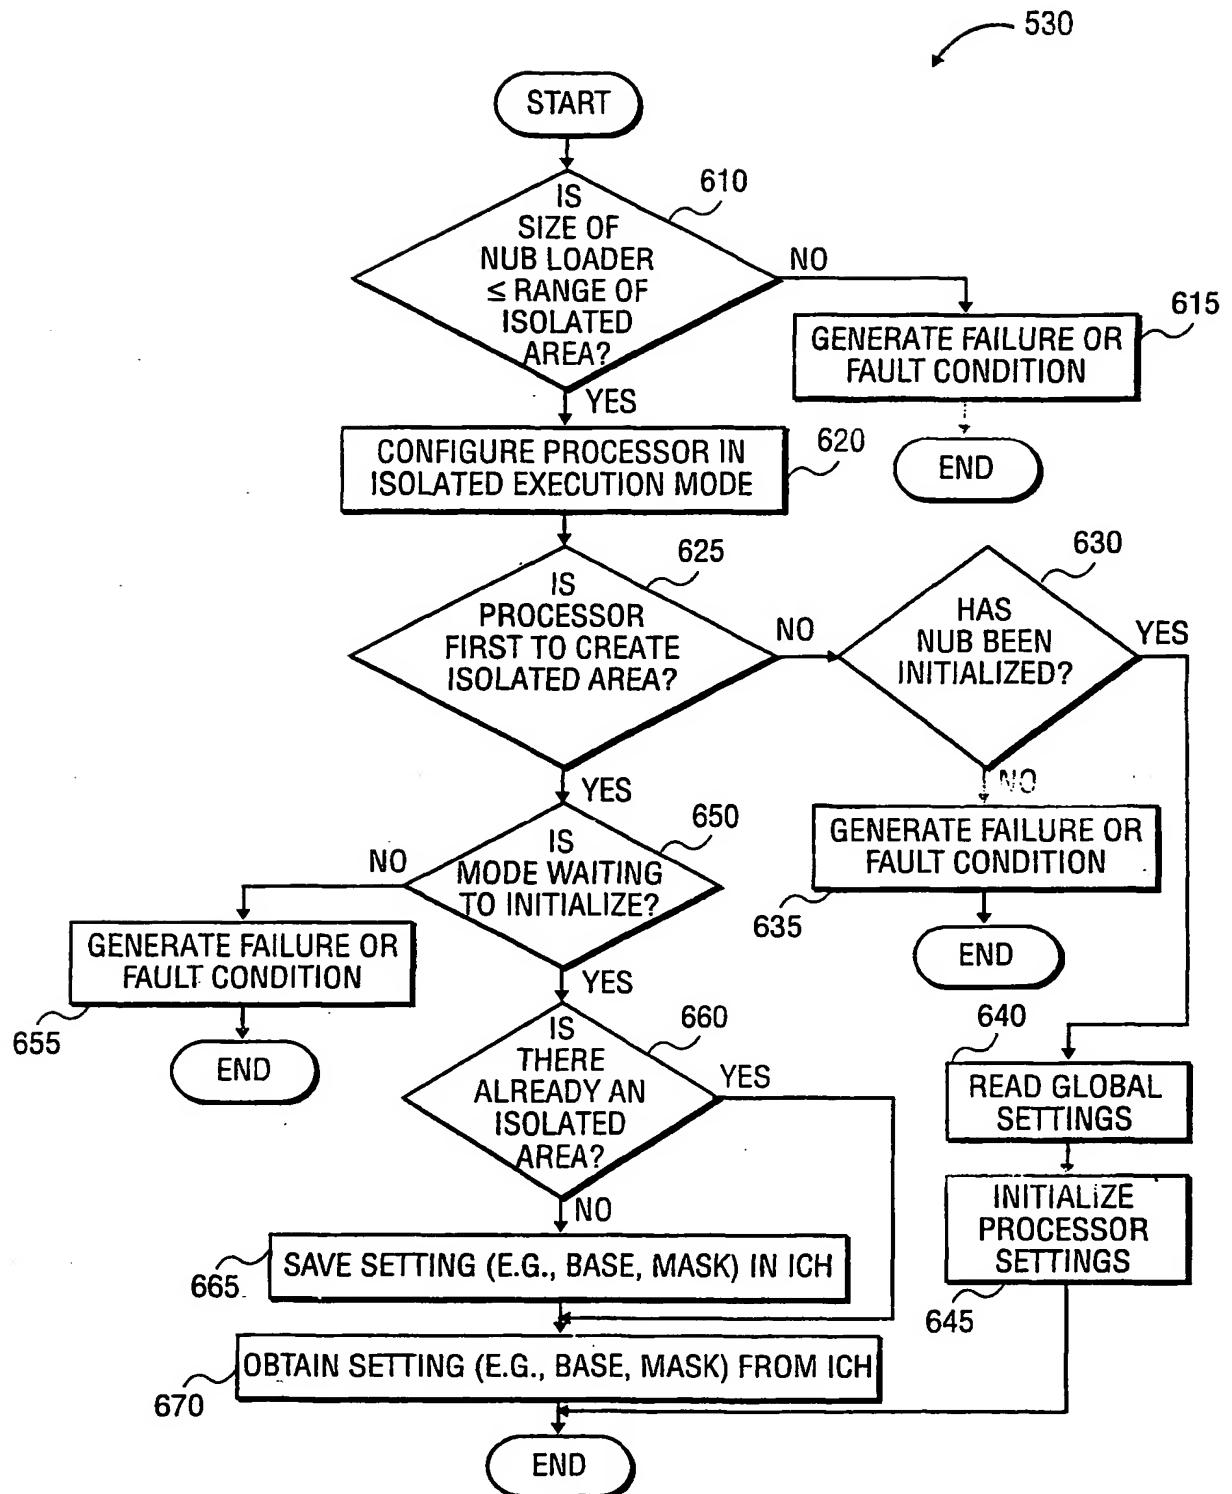 530
START
610
IS
SIZE OF
NUB LOADER
≤ RANGE OF
ISOLATED
AREA?
NO
615
GENERATE FAILURE OR
FAULT CONDITION
END
YES
620
CONFIGURE PROCESSOR IN
ISOLATED EXECUTION MODE
625
IS
PROCESSOR
FIRST TO CREATE
ISOLATED AREA?
NO
630
HAS
NUB BEEN
INITIALIZED?
YES
NO
GENERATE FAILURE OR
FAULT CONDITION
635
END
YES
650
IS
MODE WAITING
TO INITIALIZE?
NO
GENERATE FAILURE OR
FAULT CONDITION
655
END
YES
660
IS
THERE
ALREADY AN
ISOLATED
AREA?
YES
NO
640
READ GLOBAL
SETTINGS
INITIALIZE
PROCESSOR
SETTINGS
645
SAVE SETTING (E.G., BASE, MASK) IN ICH
665
OBTAIN SETTING (E.G., BASE, MASK) FROM ICH
670
END